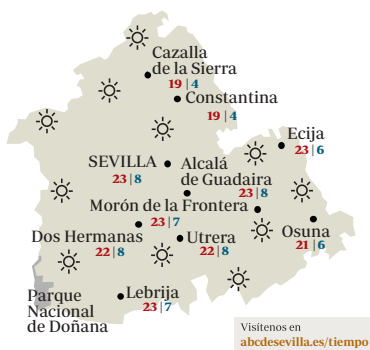 Cazalla
de la Sierra
19|4
Constantina
19|4
Ecija
23|6
SEVILLA
23|8
Alcalá
de Guadaira
23|8
Morón de la Frontera
23|7
Dos Hermanas
22|8
Utrera
22|8
Osuna
21|6
Parque
Nacional
de Doñana
Lebrija
23|7
Visítenos en
abcdesevilla.es/tiempo